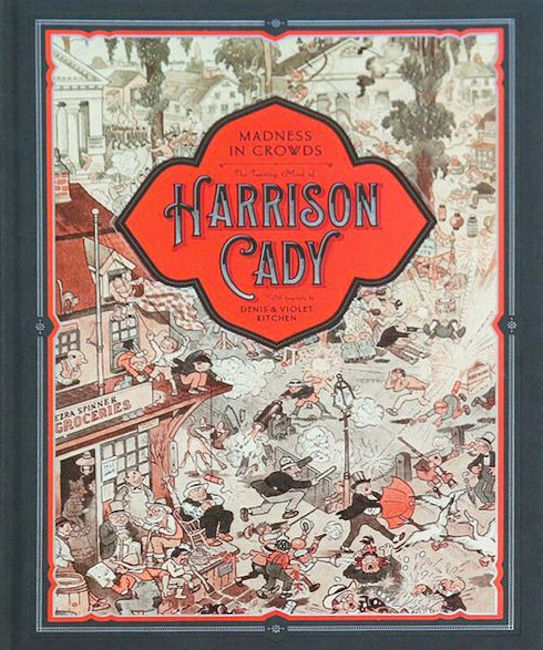 MADNESS
IN CROWDS
The Teeming Mind of
HARRISON
CADY
With biography by
DENIS & VIOLET
KITCHEN
EZRA SPINNER
GROCERIES